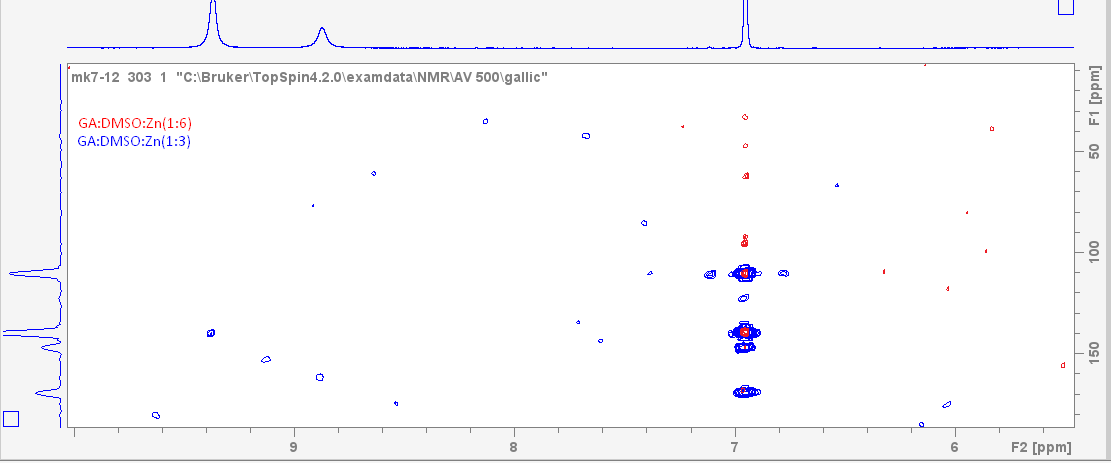 mk7-12 303 1 "C:\Bruker\TopSpin4.2.0\examdata\NMR\AV 500\gallic"
GA:DMSO:Zn(1:6)
GA:DMSO:Zn(1:3)
F1 [ppm]
50
100
150
9
8
7
6
F2 [ppm]